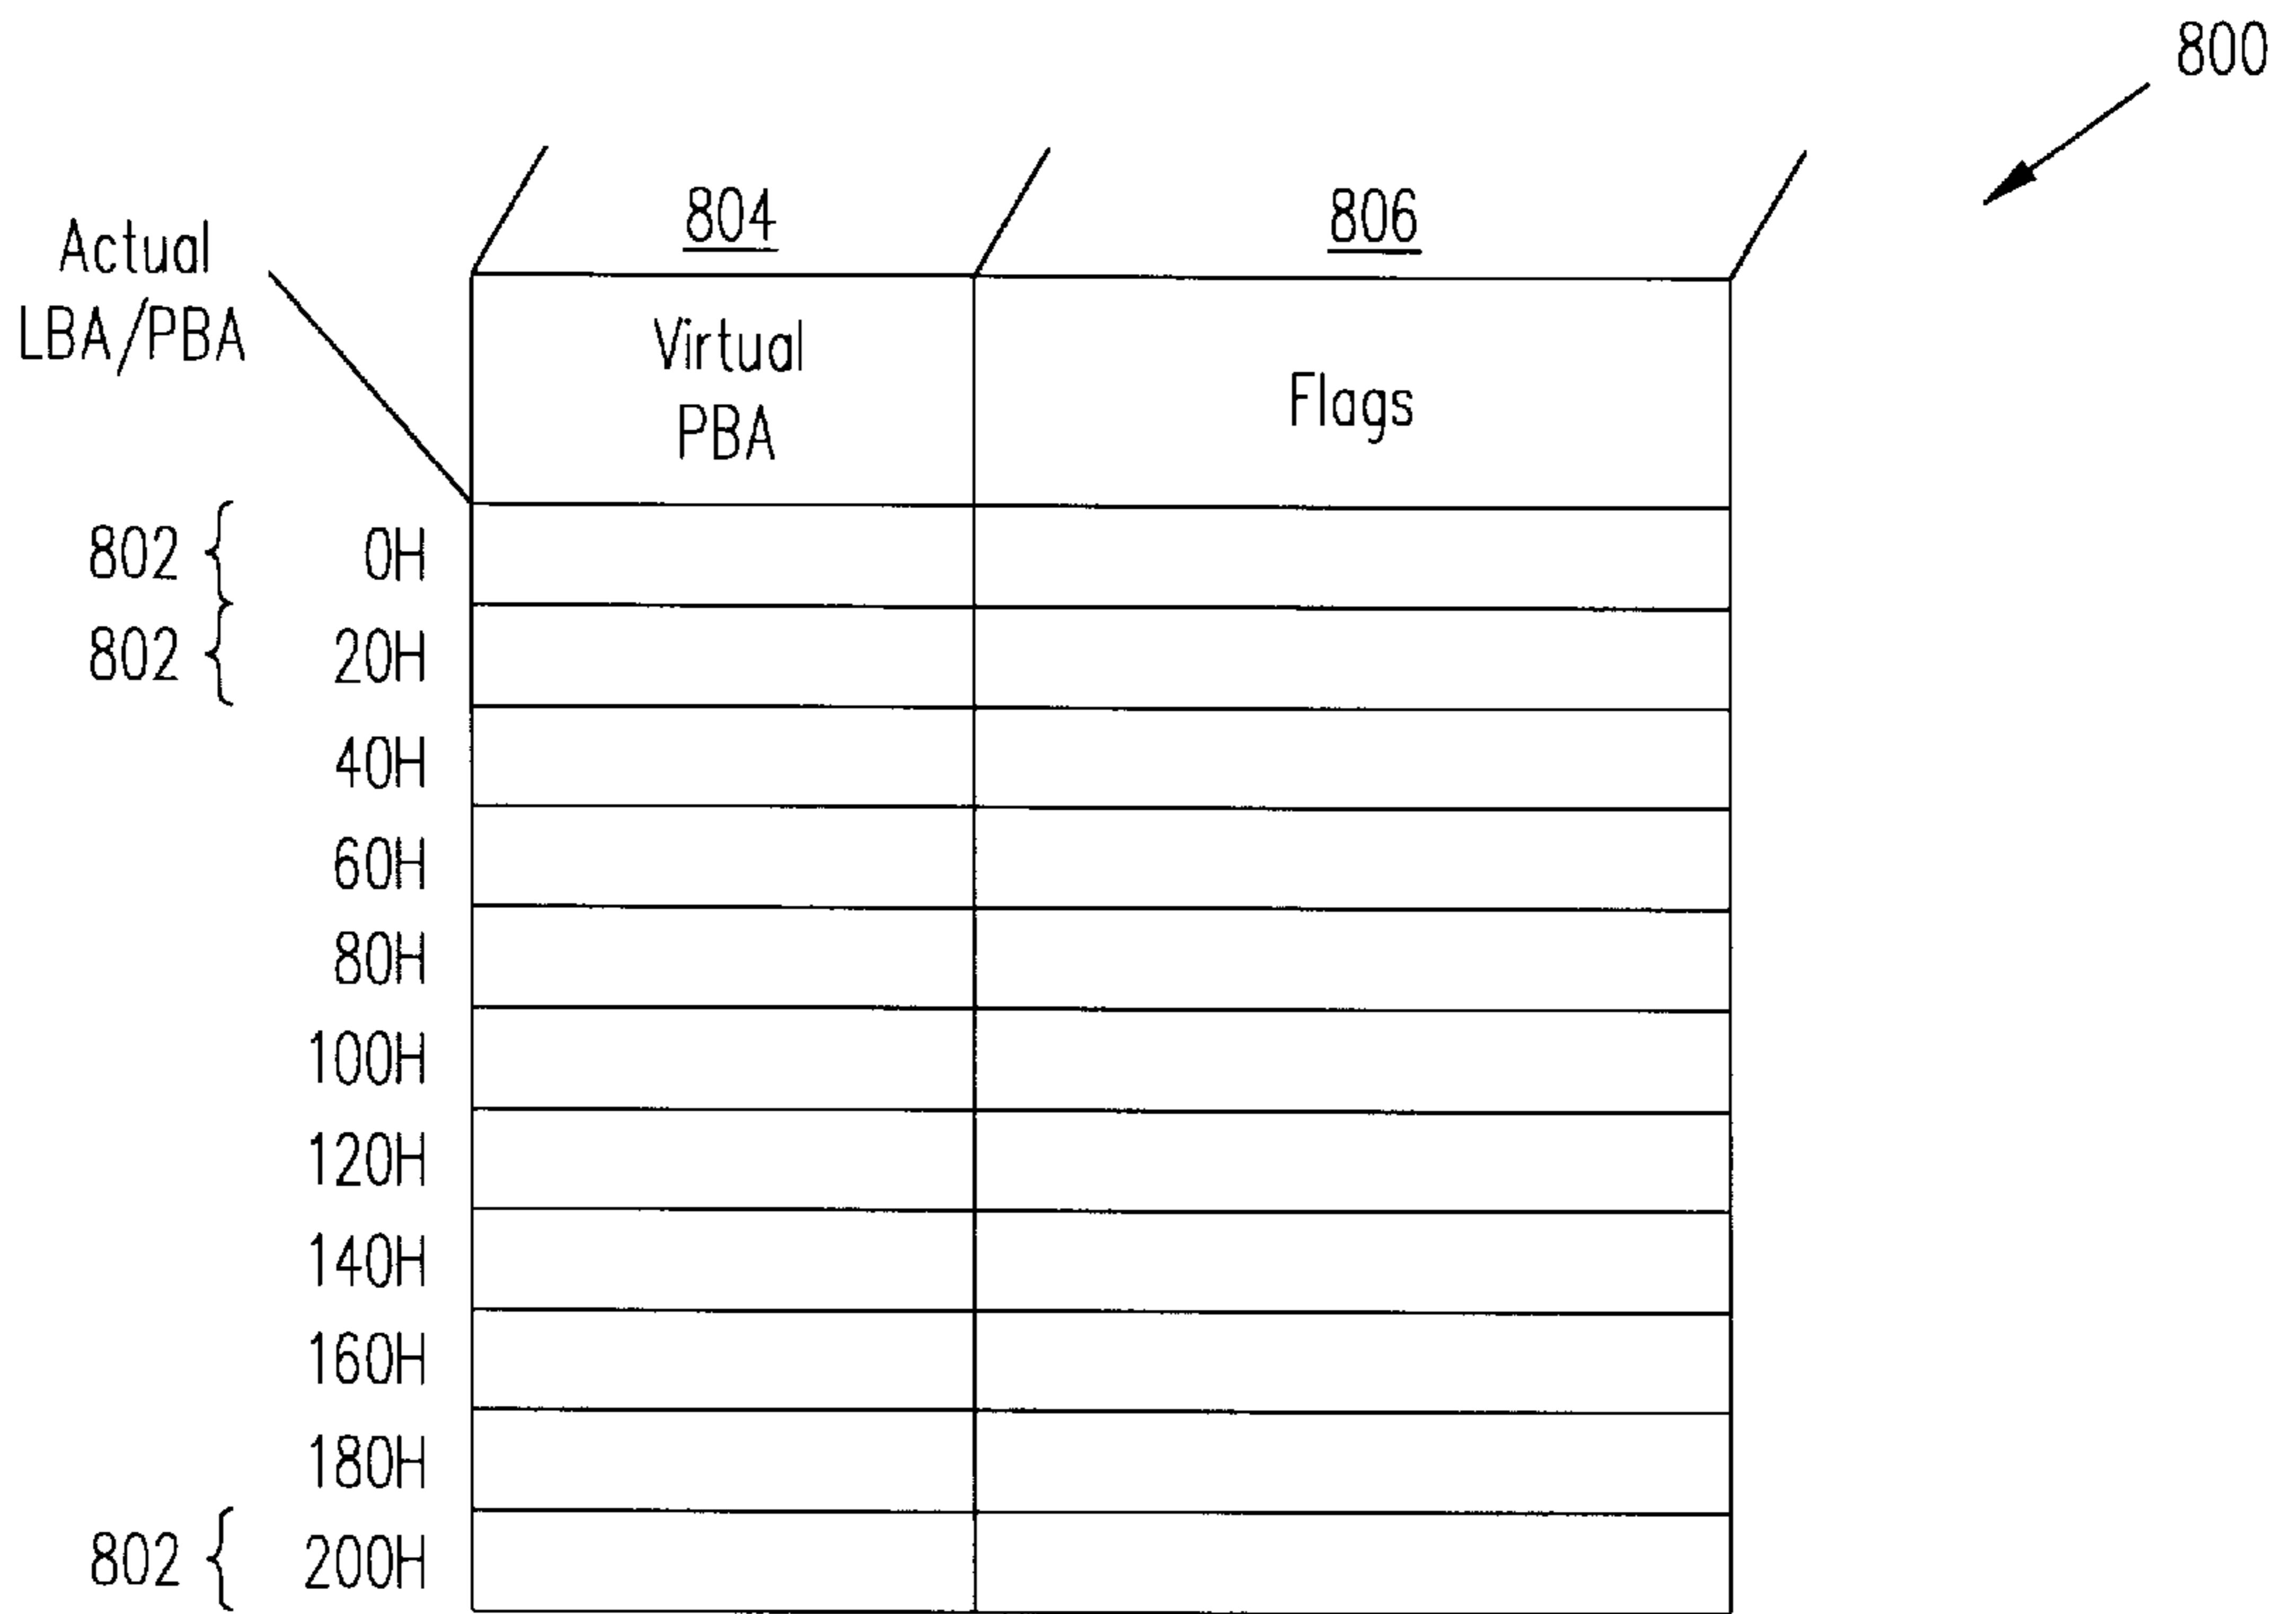 800
804
806
Actual
LBA/PBA
Virtual
PBA
Flags
802 { 0H
802 { 20H
40H
60H
80H
100H
120H
140H
160H
180H
802 { 200H